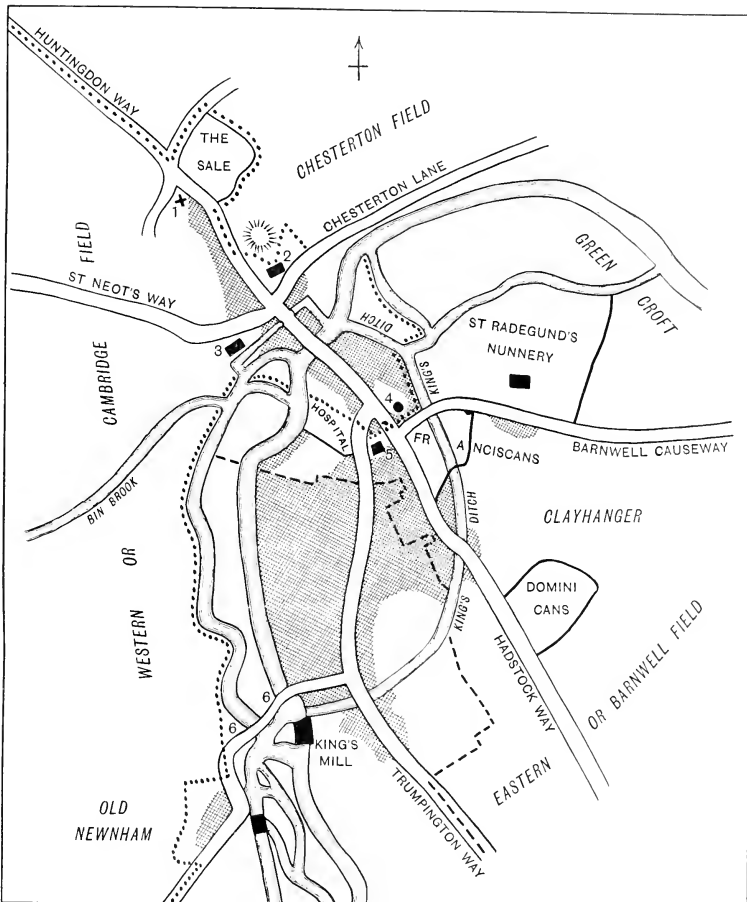 HUNTINGDON WAY
THE
SALE
CHESTERTON FIELD
CHESTERTON LANE
1
2
FIELD
ST NEOT'S WAY
GREEN
CROFT
DITCH
ST RADEGUND'S
NUNNERY
KING'S
3
CAMBRIDGE
HOSPITAL
4
5
FR
A
NCISCANS
BARNWELL CAUSEWAY
BIN BROOK
DITCH
CLAYHANGER
OR
DOMINI
CANS
KING'S
WESTERN
HADSTOCK WAY
OR BARNWELL FIELD
6
6
KING'S
MILL
EASTERN
TRUMPINGTON WAY
OLD
NEWNHAM